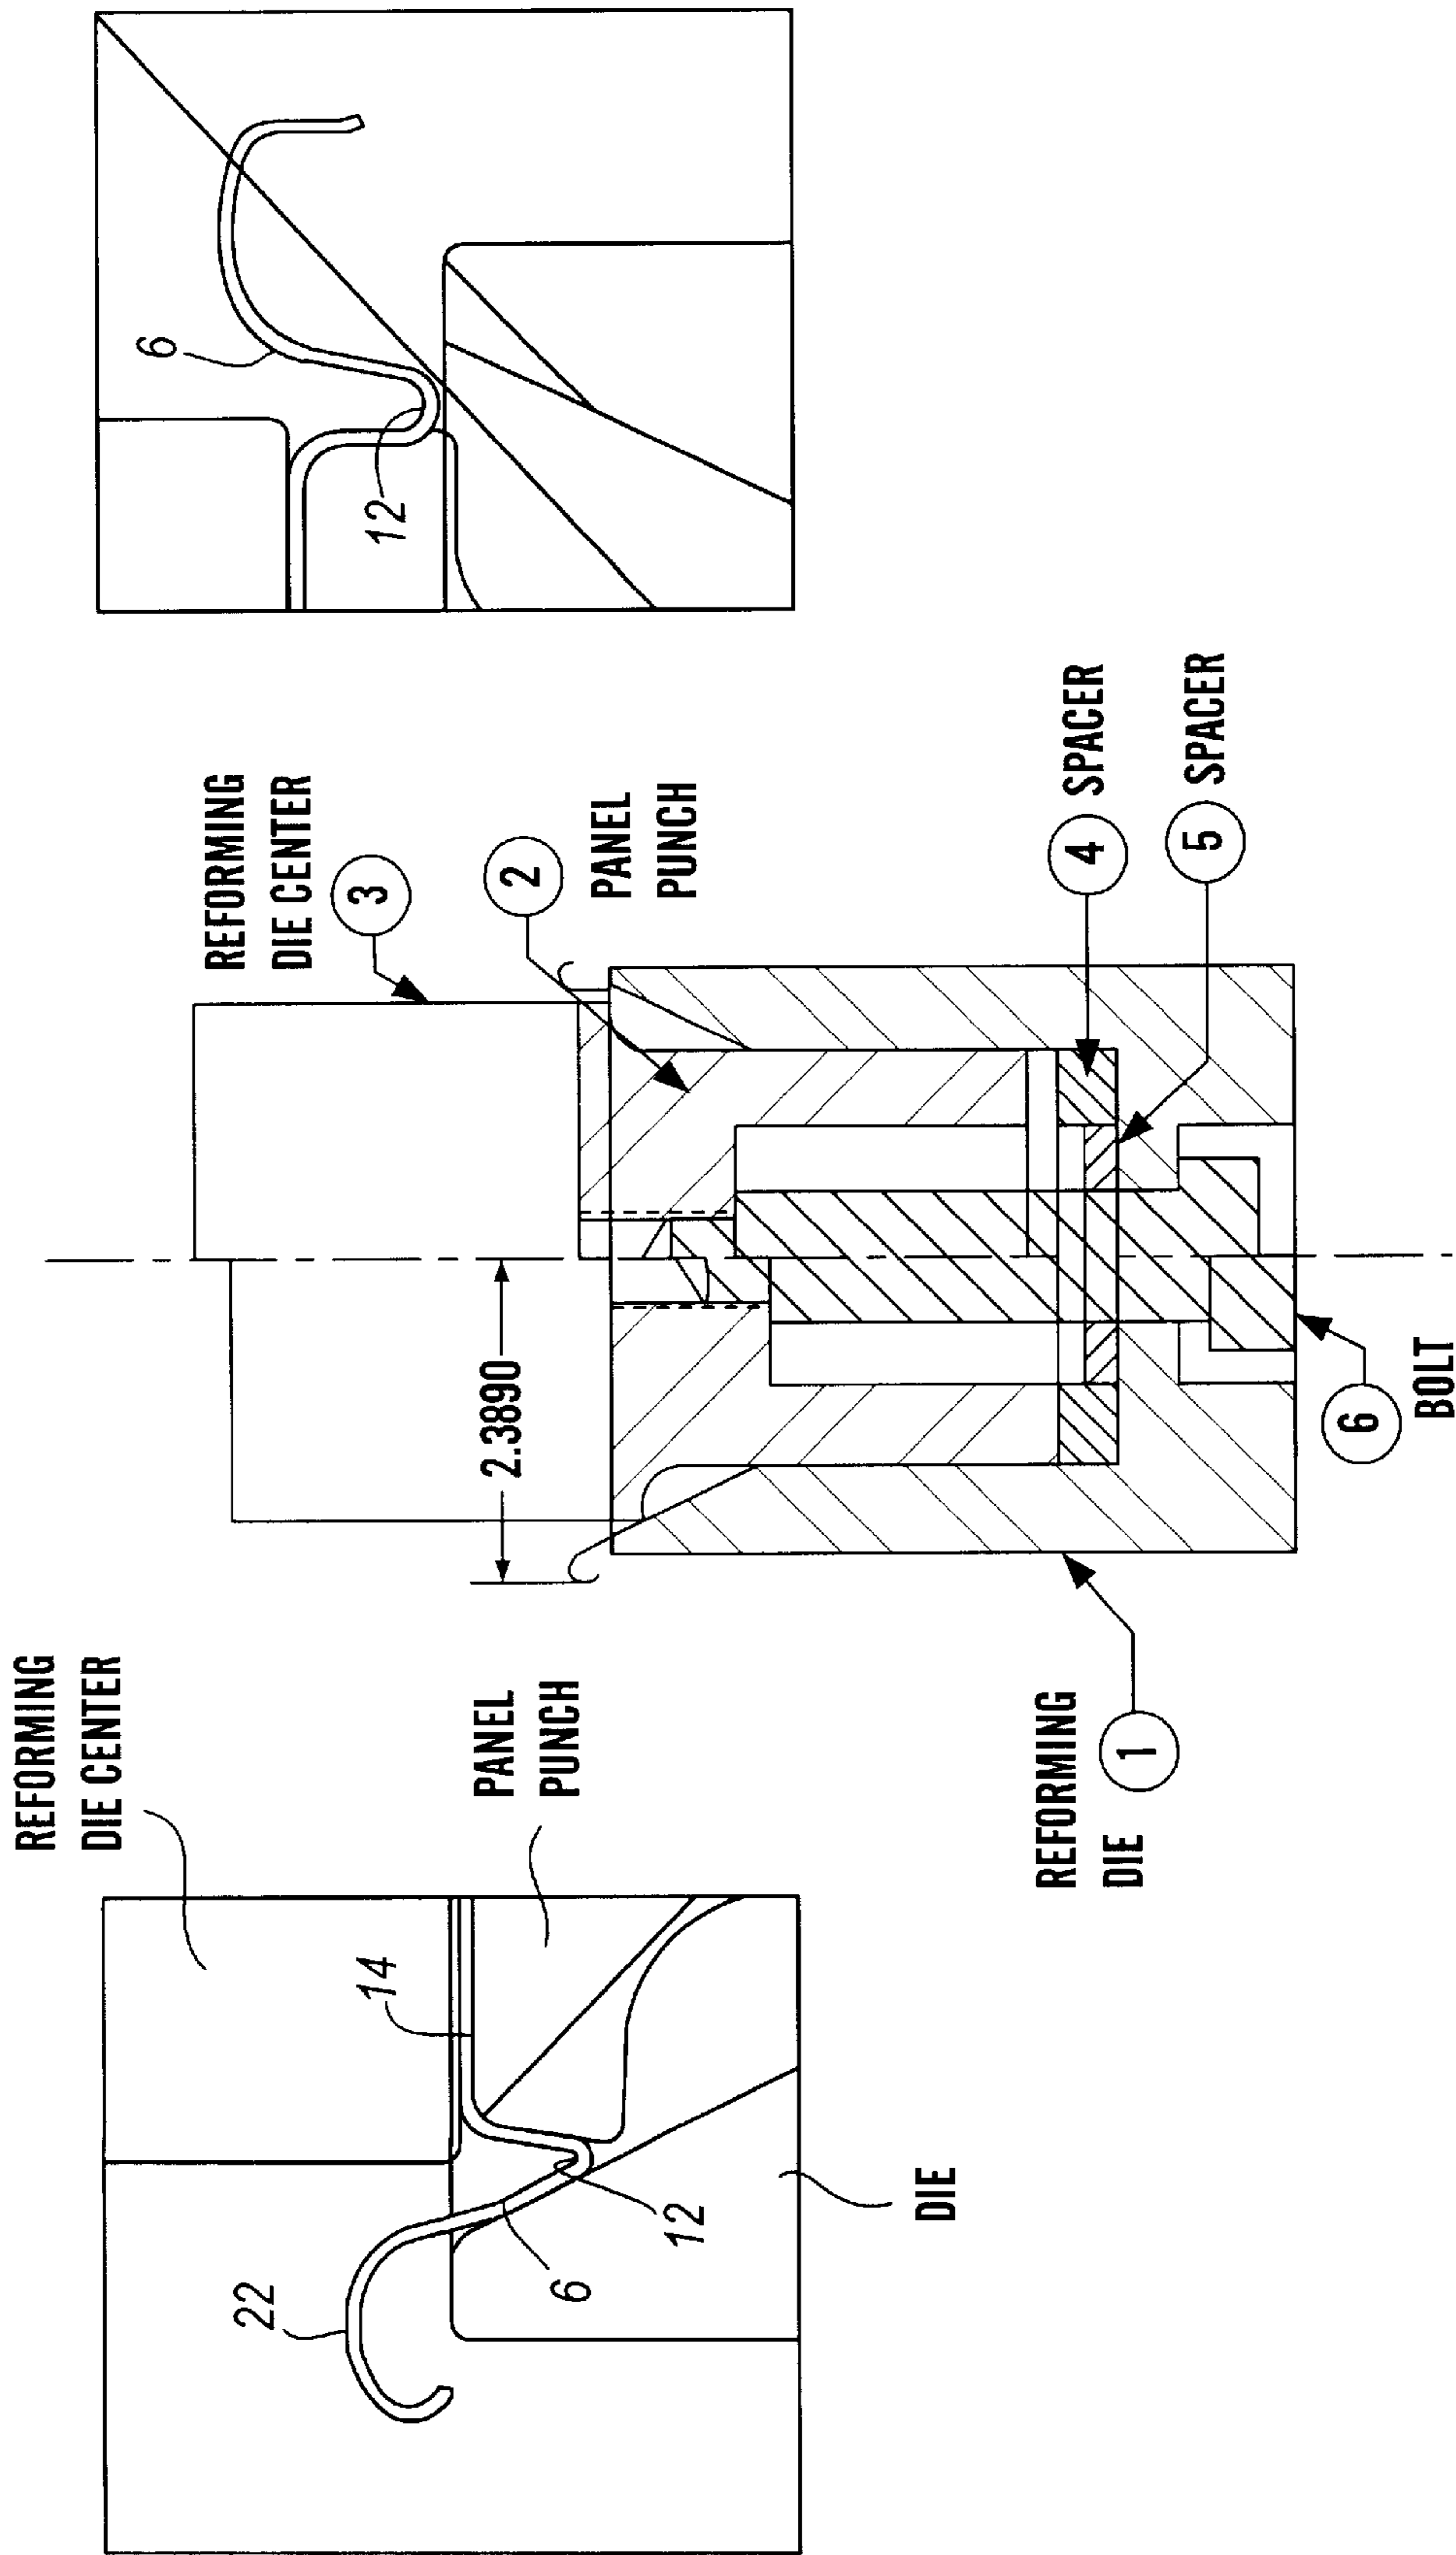 REFORMING
DIE CENTER
22
14
PANEL
PUNCH
6
12
DIE
REFORMING
DIE CENTER
3
2
PANEL
PUNCH
2.3890
REFORMING
DIE 1
4 SPACER
5 SPACER
6
BOLT
6
12